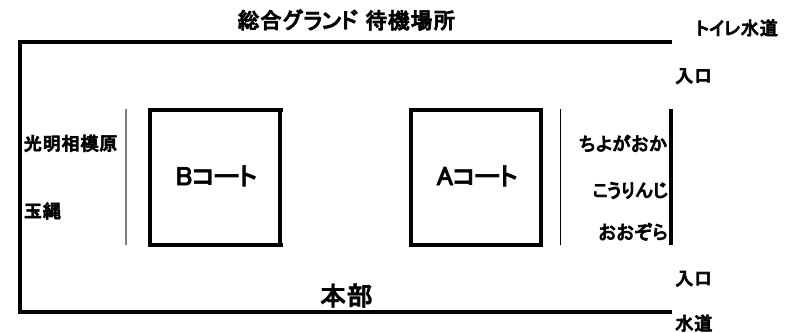 総合グランド 待機場所
トイレ水道
入口
光明相模原
Bコート
Aコート
ちよがおか
こうりんじ
玉縄
おおぞら
入口
本部
水道